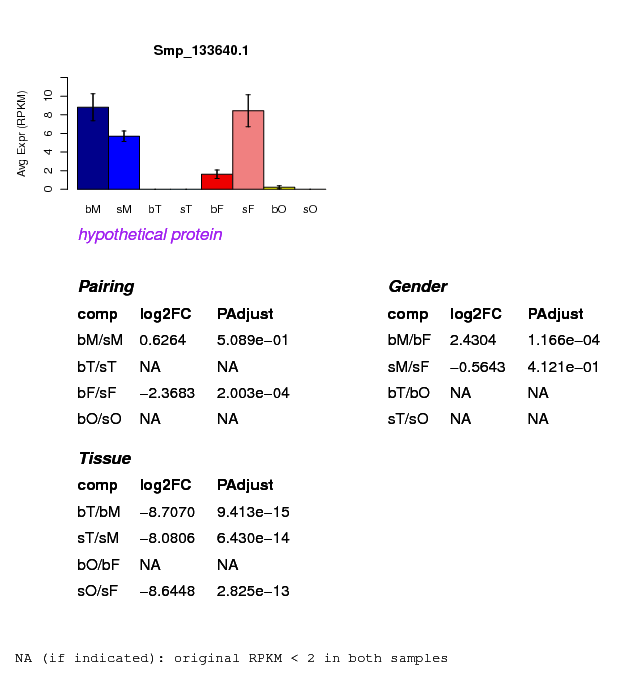 Smp_133640.1
Avg Expr (RPKM)
10
8
6
4
2
0
bM sM bT sT bF sF bO sO
hypothetical protein
Pairing
comp log2FC PAdjust
bM/sM 0.6264 5.089e−01
bT/sT NA NA
bF/sF −2.3683 2.003e−04
bO/sO NA NA
Gender
comp log2FC PAdjust
bM/bF 2.4304 1.166e−04
sM/sF −0.5643 4.121e−01
bT/bO NA NA
sT/sO NA NA
Tissue
comp log2FC PAdjust
bT/bM −8.7070 9.413e−15
sT/sM −8.0806 6.430e−14
bO/bF NA NA
sO/sF −8.6448 2.825e−13
NA (if indicated): original RPKM < 2 in both samples